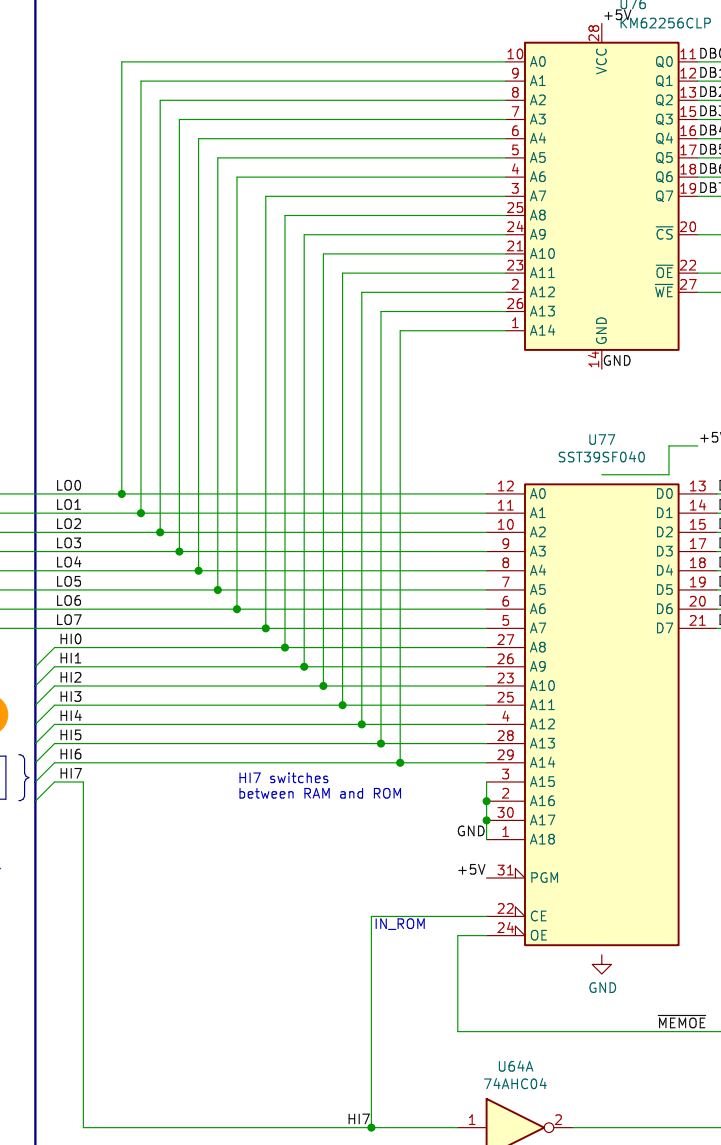 +5V
KM62256CLP
28
VCC
10 A0 Q0 11
9 A1 Q1 12
8 A2 Q2 13
7 A3 Q3 15
6 A4 Q4 16
5 A5 Q5 17
4 A6 Q6 18
3 A7 Q7 19
25 A8
24 A9 CS 20
21 A10
23 A11 OE 22
2 A12 WE 27
26 A13
1 A14
GND
14 GND
U77
SST39SF040
LO0 12 A0 D0 13
LO1 11 A1 D1 14
LO2 10 A2 D2 15
LO3 9 A3 D3 17
LO4 8 A4 D4 18
LO5 7 A5 D5 19
LO6 6 A6 D6 20
LO7 5 A7 D7 21
HI0 27 A8
HI1 26 A9
HI2 23 A10
HI3 25 A11
HI4 4 A12
HI5 28 A13
HI6 29 A14
HI7 3 A15
HI7 switches
between RAM and ROM
2 A16
30 A17
GND 1 A18
+5V 31 PGM
22 CE
IN_ROM
24 OE
GND
MEMOE
U64A
74AHC04
HI7 1 2